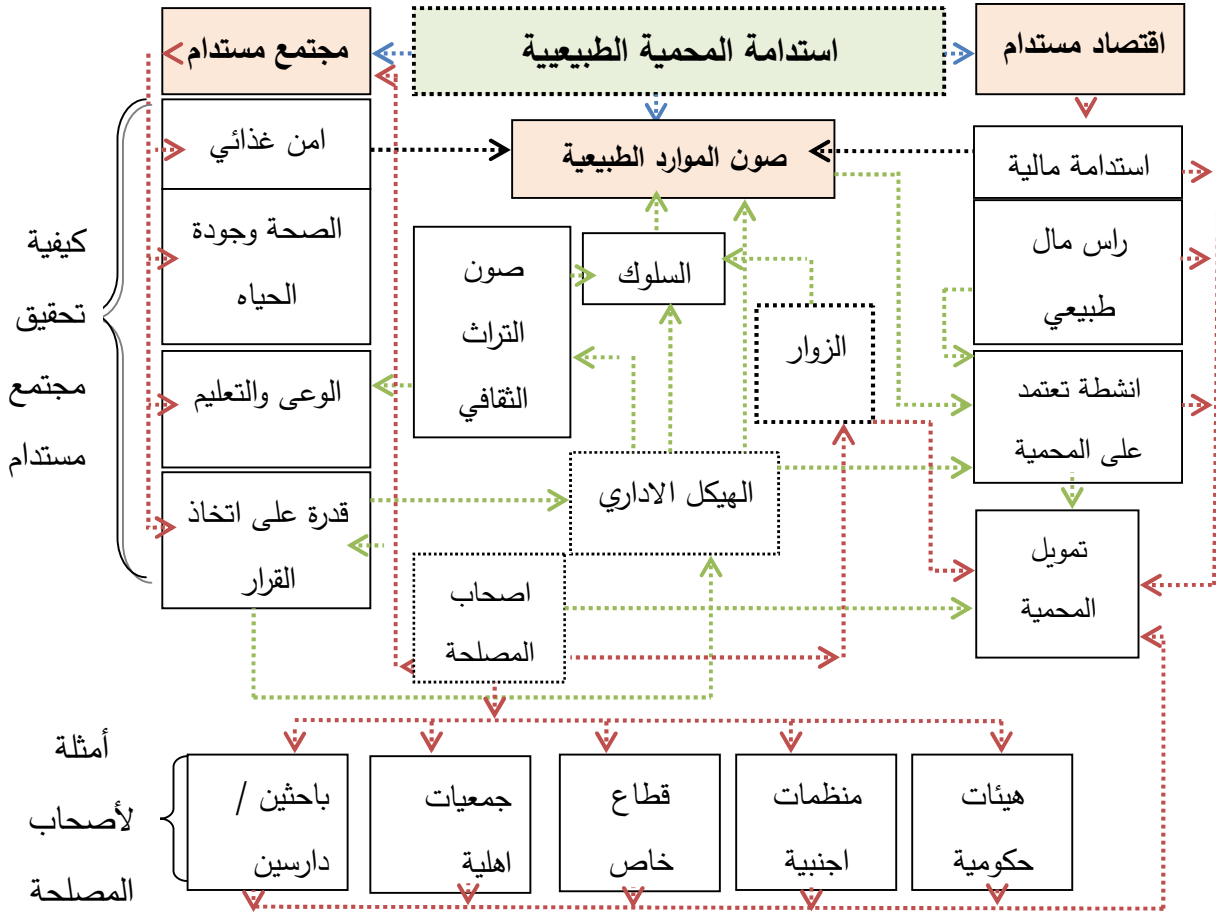 اقتصاد مستدام
استدامة المحمية الطبيعيية
مجتمع مستدام
صون الموارد الطبيعية
استدامة مالية
راس مال
طبيعي
انشطة تعتمد
على المحمية
تمويل
المحمية
الزوار
السلوك
صون
التراث
الثقافي
الهيكل الاداري
اصحاب
المصلحة
امن غذائي
الصحة وجودة
الحياه
الوعى والتعليم
قدرة على اتخاذ
القرار
كيفية
تحقيق
مجتمع
مستدام
هيئات
حكومية
منظمات
اجنبية
قطاع
خاص
جمعيات
اهلية
باحثين /
دارسين
أمثلة
لأصحاب
المصلحة